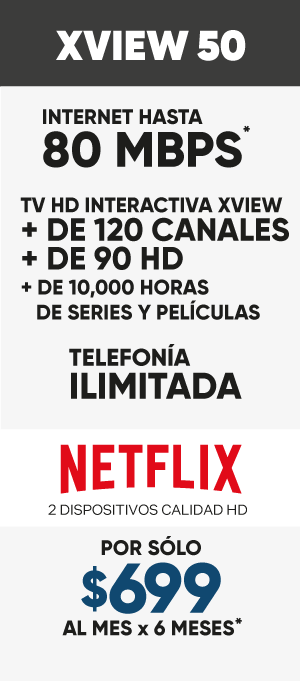 XVIEW 50
INTERNET HASTA
80 MBPS*
TV HD INTERACTIVA XVIEW
+ DE 120 CANALES
+ DE 90 HD
+ DE 10,000 HORAS
DE SERIES Y PELÍCULAS
TELEFONÍA
ILIMITADA
NETFLIX
2 DISPOSITIVOS CALIDAD HD
POR SÓLO
$699
AL MES x 6 MESES*